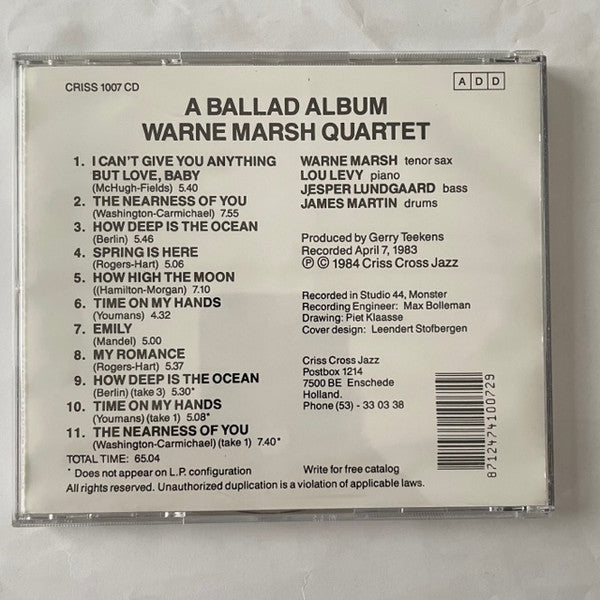 CRISS 1007 CD
A D D
A BALLAD ALBUM
WARNE MARSH QUARTET
1. I CAN'T GIVE YOU ANYTHING
BUT LOVE, BABY
(McHugh-Fields) 5.40
2. THE NEARNESS OF YOU
(Washington-Carmichael) 7.55
3. HOW DEEP IS THE OCEAN
(Berlin) 5.46
4. SPRING IS HERE
(Rogers-Hart) 5.06
5. HOW HIGH THE MOON
((Hamilton-Morgan) 7.10
6. TIME ON MY HANDS
(Youmans) 4.32
7. EMILY
(Mandel) 5.00
8. MY ROMANCE
(Rogers-Hart) 5.37
9. HOW DEEP IS THE OCEAN
(Berlin) (take 3) 5.30*
10. TIME ON MY HANDS
(Youmans) (take 1) 5.08*
11. THE NEARNESS OF YOU
(Washington-Carmichael) (take 1) 7.40*
TOTAL TIME: 65.04
* Does not appear on L.P. configuration
WARNE MARSH tenor sax
LOU LEVY piano
JESPER LUNDGAARD bass
JAMES MARTIN drums
Produced by Gerry Teekens
Recorded April 7, 1983
Ⓟ © 1984 Criss Cross Jazz
Recorded in Studio 44, Monster
Recording Engineer: Max Bolleman
Drawing: Piet Klaasse
Cover design: Leendert Stofbergen
Criss Cross Jazz
Postbox 1214
7500 BE Enschede
Holland.
Phone (53) - 33 03 38
Write for free catalog
8712474100729
All rights reserved. Unauthorized duplication is a violation of applicable laws.